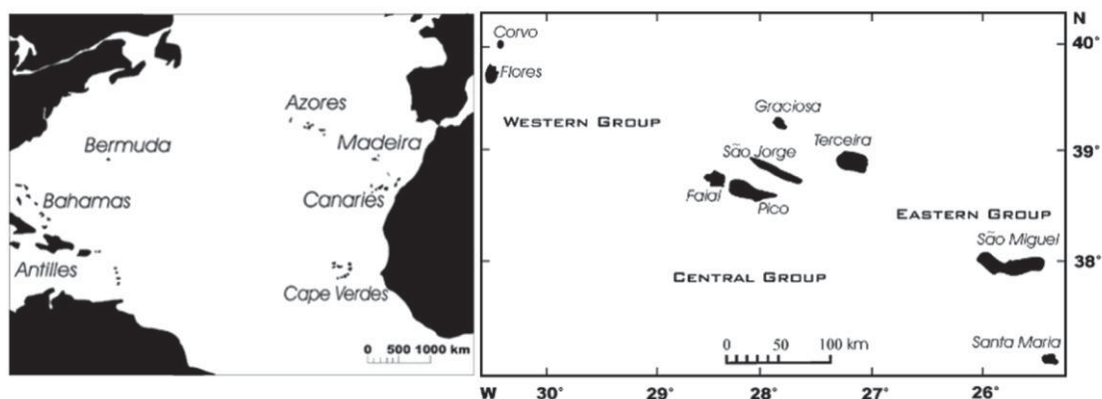 Azores
Bermuda
Madeira
Bahamas
Canaries
Antilles
Cape Verdes
0 500 1000 km
N
Corvo
40°
Flores
Graciosa
WESTERN GROUP
Terceira
São Jorge
39°
Faial
Pico
EASTERN GROUP
São Miguel
38°
CENTRAL GROUP
Santa Maria
0 50 100 km
W 30° 29° 28° 27° 26°